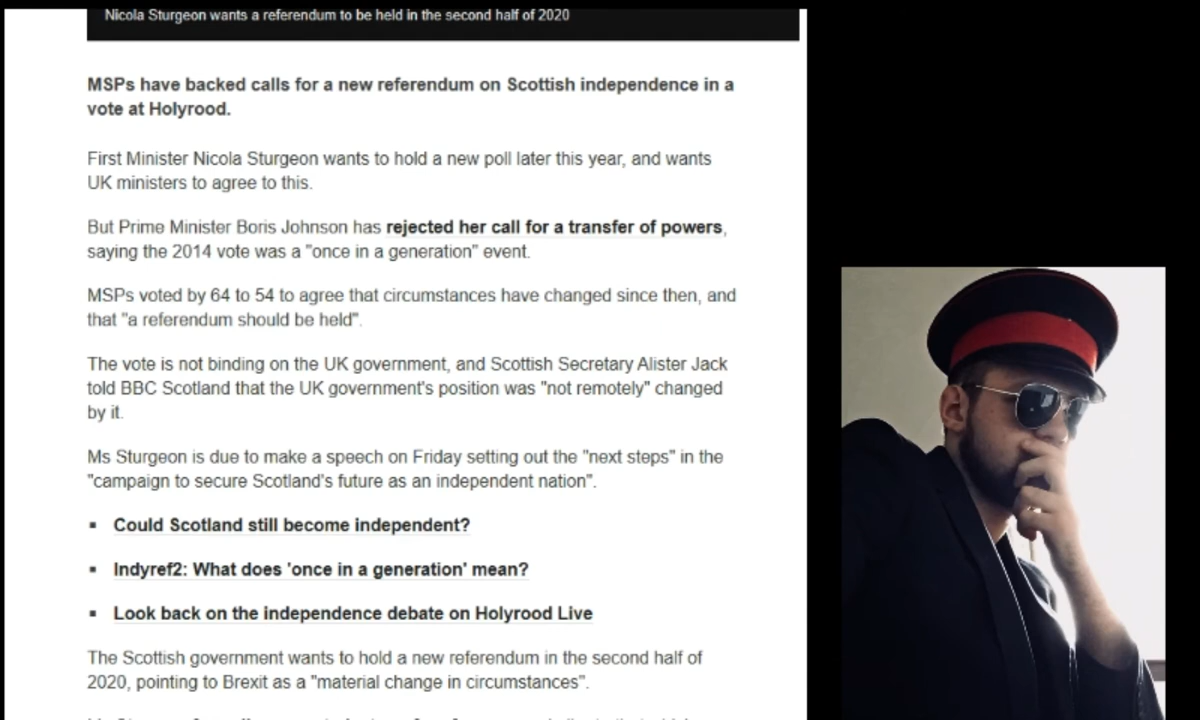 Nicola Sturgeon wants a referendum to be held in the second half of 2020
MSPs have backed calls for a new referendum on Scottish independence in a
vote at Holyrood.
First Minister Nicola Sturgeon wants to hold a new poll later this year, and wants
UK ministers to agree to this.
But Prime Minister Boris Johnson has rejected her call for a transfer of powers,
saying the 2014 vote was a "once in a generation" event.
MSPs voted by 64 to 54 to agree that circumstances have changed since then, and
that "a referendum should be held".
The vote is not binding on the UK government, and Scottish Secretary Alister Jack
told BBC Scotland that the UK government's position was "not remotely" changed
by it.
Ms Sturgeon is due to make a speech on Friday setting out the "next steps" in the
"campaign to secure Scotland's future as an independent nation".
Could Scotland still become independent?
Indyref2: What does 'once in a generation' mean?
Look back on the independence debate on Holyrood Live
The Scottish government wants to hold a new referendum in the second half of
2020, pointing to Brexit as a "material change in circumstances".